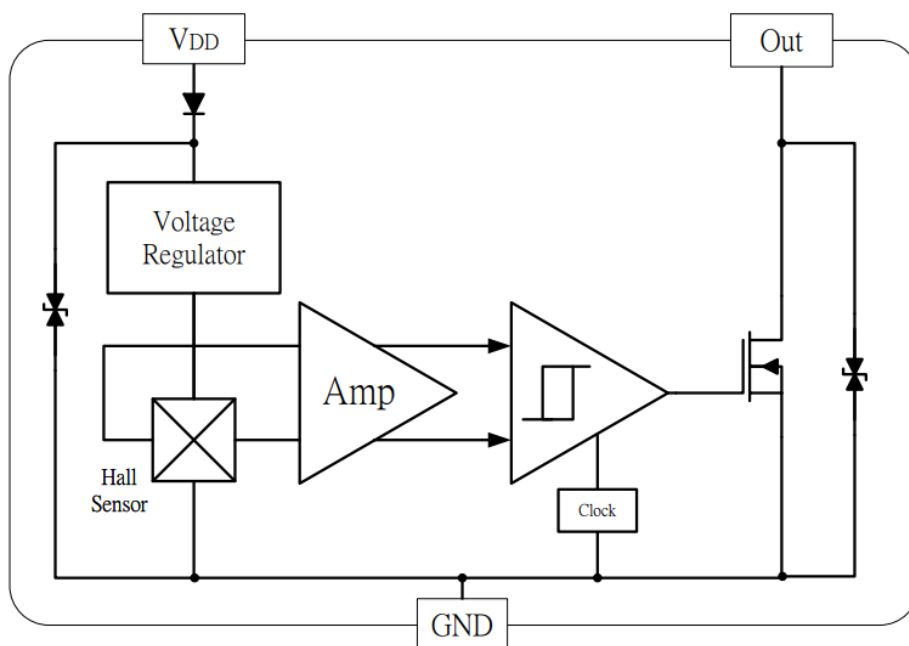 VDD
Out
Voltage
Regulator
Amp
Hall
Sensor
Clock
GND